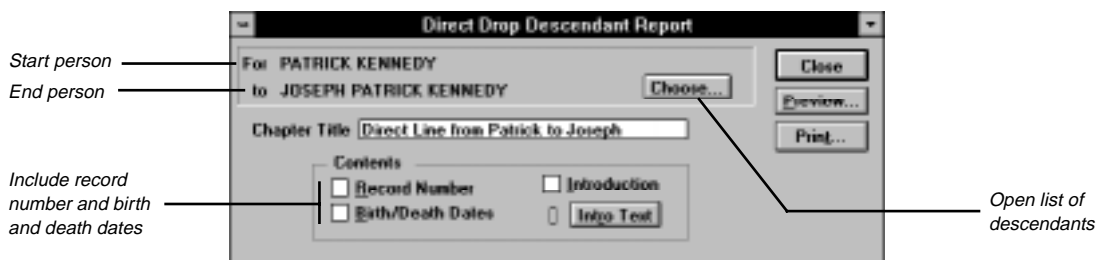 Direct Drop Descendant Report
Start person
For PATRICK KENNEDY
Close
End person
to JOSEPH PATRICK KENNEDY
Choose...
Preview...
Chapter Title Direct Line from Patrick to Joseph
Print...
Contents
Include record
number and birth
and death dates
Record Number
Introduction
Birth/Death Dates
Intro Text
Open list of
descendants